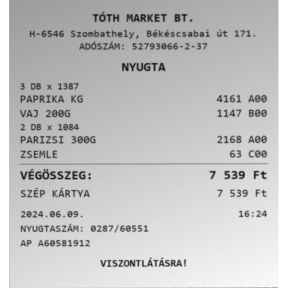 TÓTH MARKET BT.
H-6546 Szombathely, Békéscsabai út 171.
ADÓSZÁM: 52793066-2-37
NYUGTA
3 DB x 1387
PAPRIKA KG 4161 A00
VAJ 200G 1147 B00
2 DB x 1084
PARIZSI 300G 2168 A00
ZSEMLE 63 C00
VÉGÖSSZEG: 7 539 Ft
SZÉP KÁRTYA 7 539 Ft
2024.06.09. 16:24
NYUGTASZÁM: 0287/60551
AP A60581912
VISZONTLÁTÁSRA!